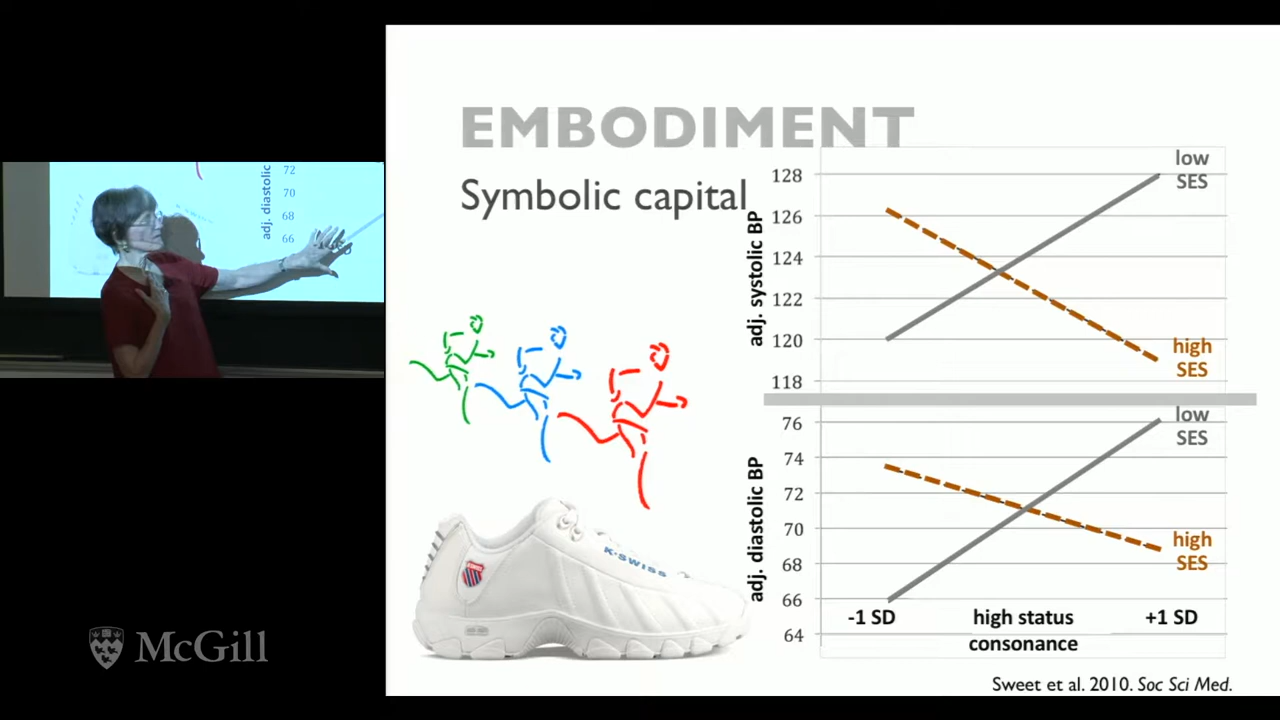 EMBODIMENT
Symbolic capital
adj. systolic BP
128
126
124
122
120
118
low
SES
high
SES
adj. diastolic BP
76
74
72
70
68
66
64
low
SES
high
SES
-1 SD
high status
consonance
+1 SD
Sweet et al. 2010. Soc Sci Med.
K·SWISS
adj. diastolic
72
70
68
66
McGill